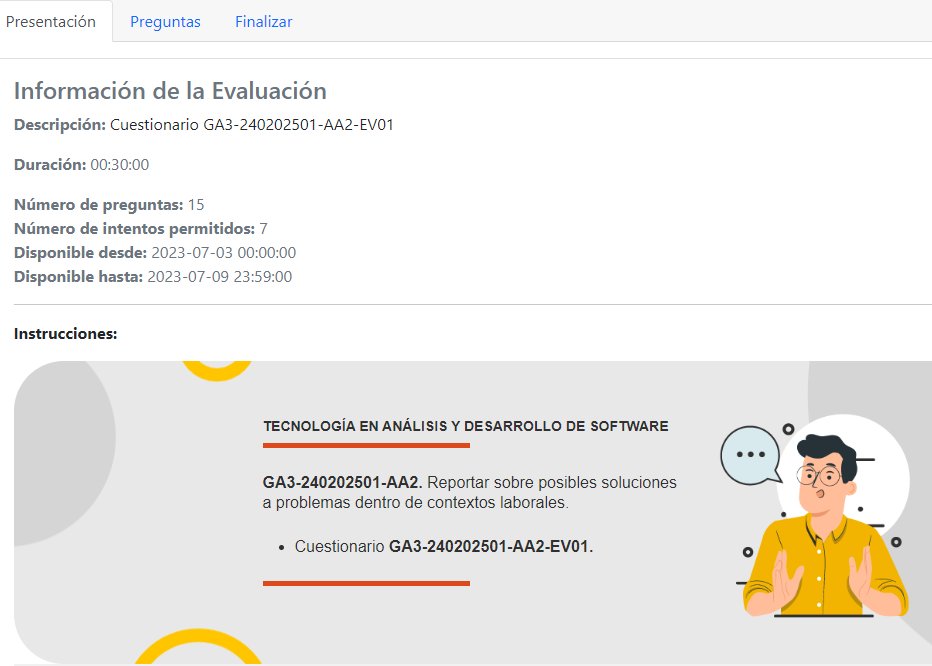 Presentación Preguntas Finalizar
Información de la Evaluación
Descripción: Cuestionario GA3-240202501-AA2-EV01
Duración: 00:30:00
Número de preguntas: 15
Número de intentos permitidos: 7
Disponible desde: 2023-07-03 00:00:00
Disponible hasta: 2023-07-09 23:59:00
Instrucciones:
TECNOLOGÍA EN ANÁLISIS Y DESARROLLO DE SOFTWARE
GA3-240202501-AA2. Reportar sobre posibles soluciones
a problemas dentro de contextos laborales.
• Cuestionario GA3-240202501-AA2-EV01.